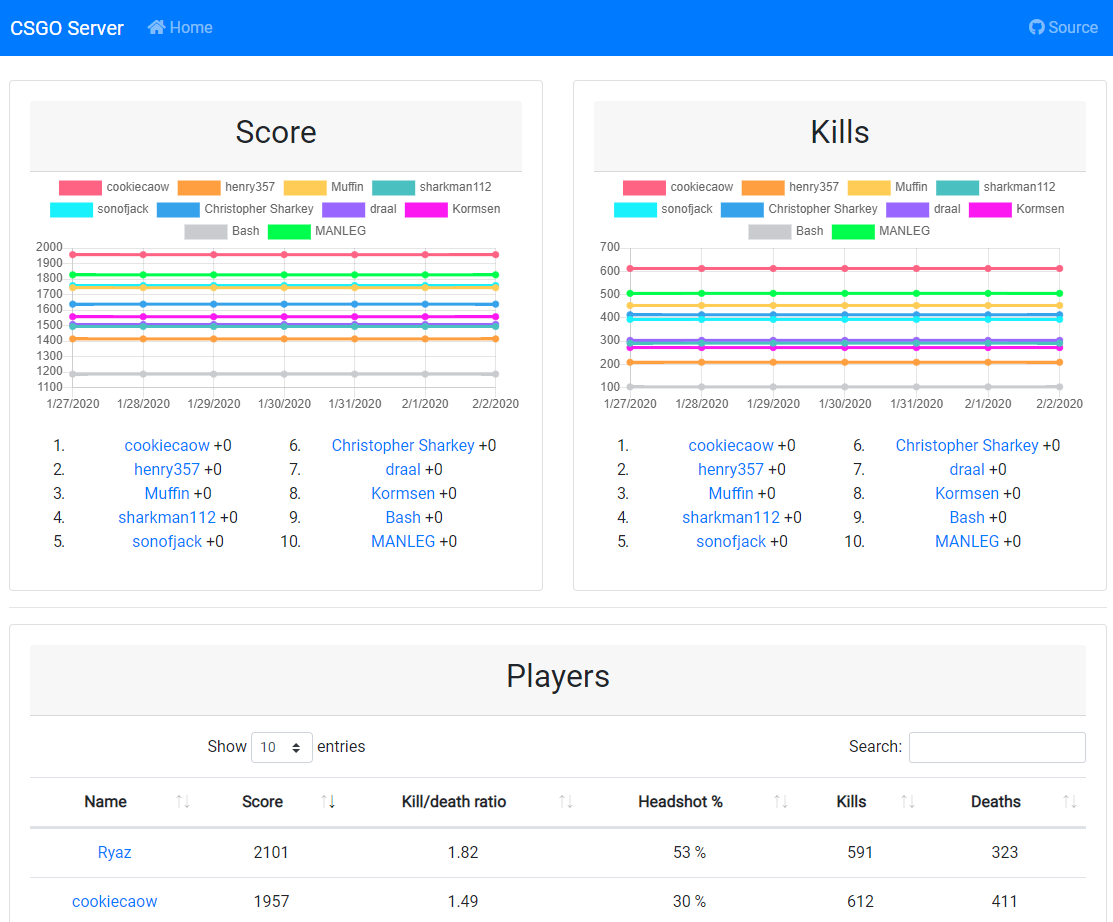 CSGO Server Home Source
Score
cookiecaow henry357 Muffin sharkman112
sonofjack Christopher Sharkey draal Kormsen
Bash MANLEG
2000
1900
1800
1700
1600
1500
1400
1300
1200
1100
1/27/2020 1/28/2020 1/29/2020 1/30/2020 1/31/2020 2/1/2020 2/2/2020
1. cookiecaow +0 6. Christopher Sharkey +0
2. henry357 +0 7. draal +0
3. Muffin +0 8. Kormsen +0
4. sharkman112 +0 9. Bash +0
5. sonofjack +0 10. MANLEG +0
Kills
cookiecaow henry357 Muffin sharkman112
sonofjack Christopher Sharkey draal Kormsen
Bash MANLEG
700
600
500
400
300
200
100
1/27/2020 1/28/2020 1/29/2020 1/30/2020 1/31/2020 2/1/2020 2/2/2020
1. cookiecaow +0 6. Christopher Sharkey +0
2. henry357 +0 7. draal +0
3. Muffin +0 8. Kormsen +0
4. sharkman112 +0 9. Bash +0
5. sonofjack +0 10. MANLEG +0
Players
Show 10 entries Search:
Name Score Kill/death ratio Headshot % Kills Deaths
Ryaz 2101 1.82 53 % 591 323
cookiecaow 1957 1.49 30 % 612 411